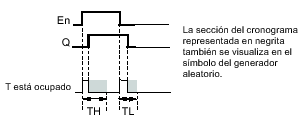 En
Q
T está ocupado
TH
TL
La sección del cronograma
representada en negrita
también se visualiza en el
símbolo del generador
aleatorio.